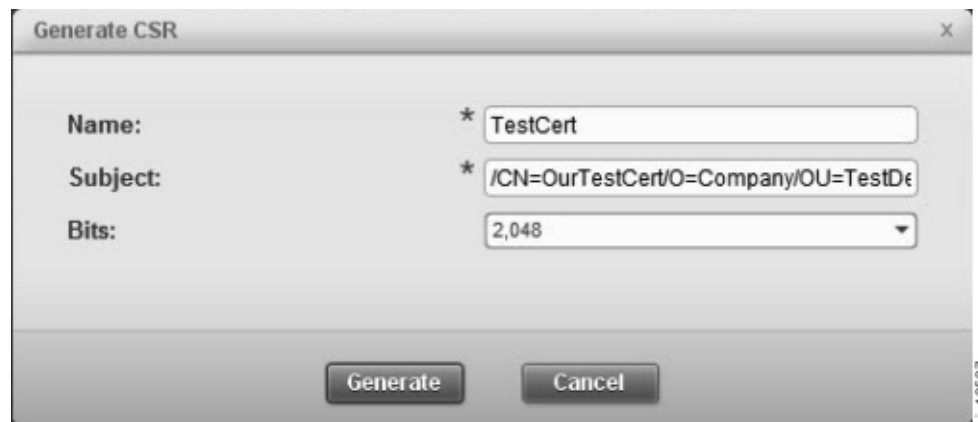 Generate CSR x
Name: * TestCert
Subject: * /CN=OurTestCert/O=Company/OU=TestDe
Bits: 2,048
Generate Cancel